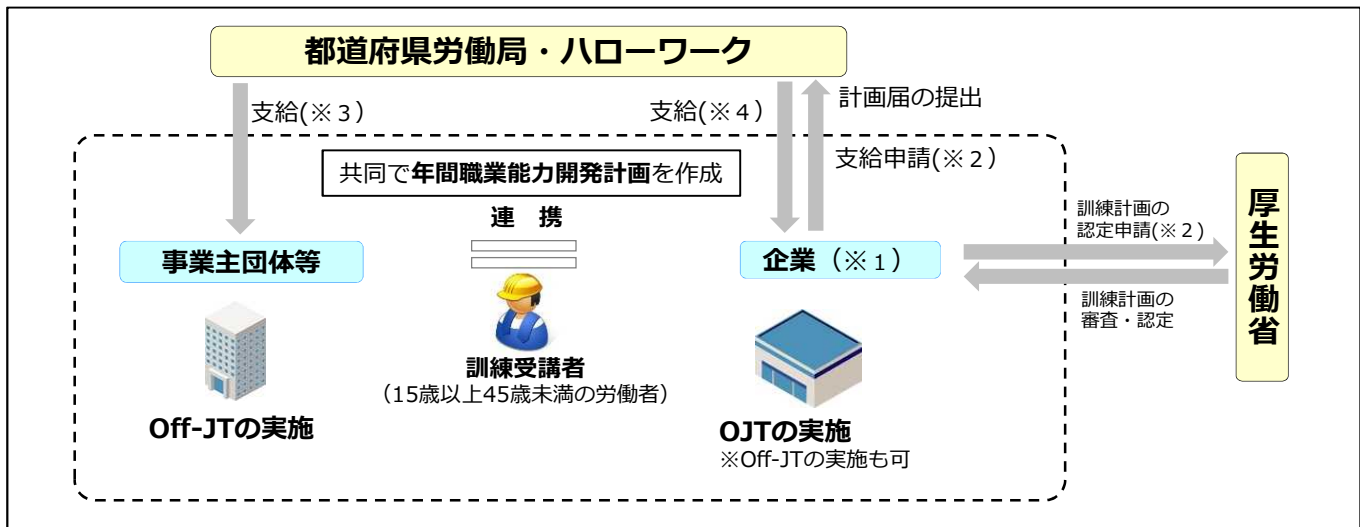 都道府県労働局・ハローワーク
支給(※３)
支給(※４)
計画届の提出
支給申請(※２)
共同で年間職業能力開発計画を作成
連 携
事業主団体等
企業（※１）
訓練計画の
認定申請(※２)
訓練計画の
審査・認定
厚生労働省
訓練受講者
（15歳以上45歳未満の労働者）
Off-JTの実施
OJTの実施
※Off-JTの実施も可